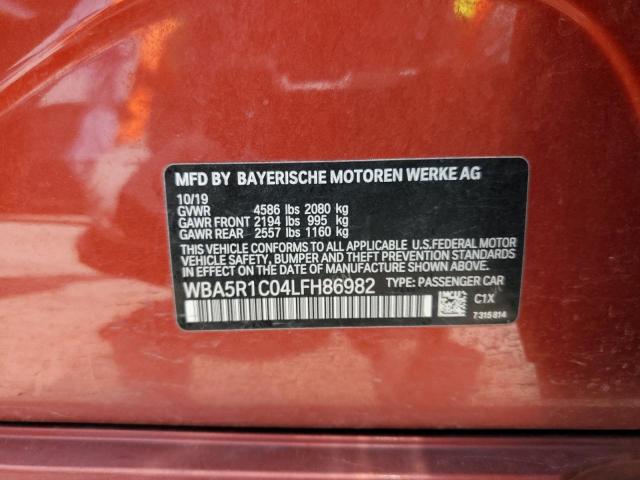 MFD BY BAYERISCHE MOTOREN WERKE AG
10/19
GVWR 4586 lbs 2080 kg
GAWR FRONT 2194 lbs 995 kg
GAWR REAR 2557 lbs 1160 kg
THIS VEHICLE CONFORMS TO ALL APPLICABLE U.S.FEDERAL MOTOR
VEHICLE SAFETY, BUMPER AND THEFT PREVENTION STANDARDS
IN EFFECT ON THE DATE OF MANUFACTURE SHOWN ABOVE.
WBA5R1C04LFH86982 TYPE: PASSENGER CAR
C1X
7315814